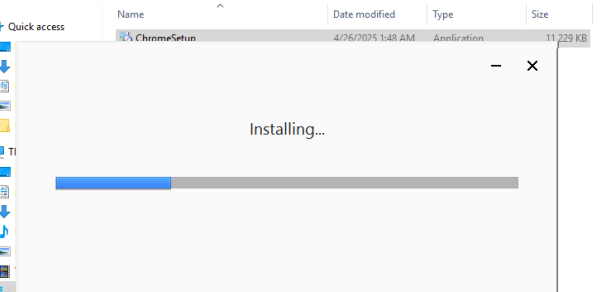 Name Date modified Type Size
Quick access
ChromeSetup 4/26/2025 1:48 AM Application 11,229 KB
Installing...